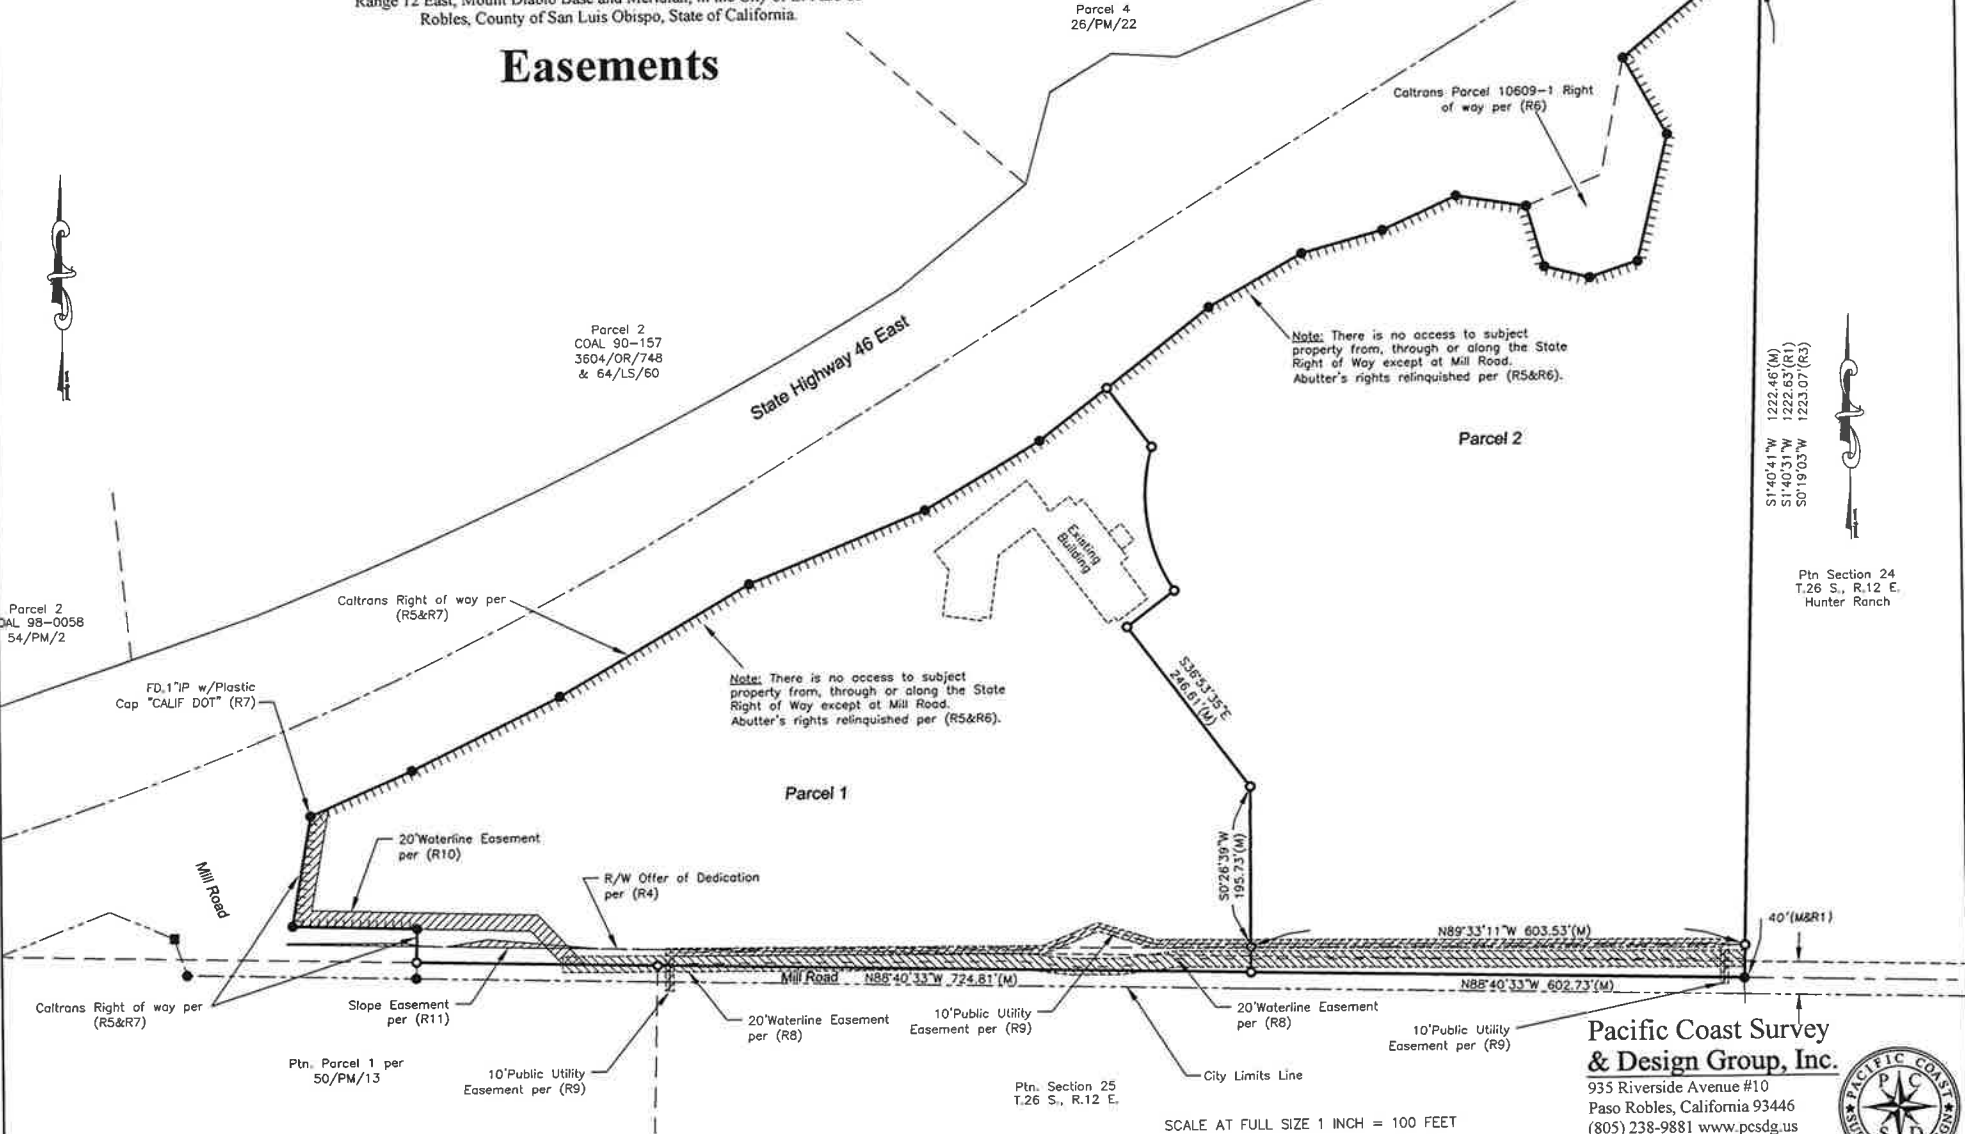 Robles, County of San Luis Obispo, State of California.
Easements
Parcel 4
26/PM/22
Caltrans Parcel 10609-1 Right
of way per (R6)
Parcel 2
COAL 90-157
3604/OR/748
& 64/LS/60
State Highway 46 East
Note: There is no access to subject
property from, through or along the State
Right of Way except at Mill Road.
Abutter's rights relinquished per (R5&R6).
Parcel 2
S1°40'41"W 1222.46'(M)
S1°40'31"W 1222.63'(R1)
S0°19'03"W 1223.07'(R3)
Existing
Building
Ptn Section 24
T.26 S., R.12 E.
Hunter Ranch
Parcel 2
OAL 98-0058
54/PM/2
Caltrans Right of way per
(R5&R7)
FD.1"IP w/Plastic
Cap "CALIF DOT" (R7)
Note: There is no access to subject
property from, through or along the State
Right of Way except at Mill Road.
Abutter's rights relinquished per (R5&R6).
S36°53'35"E
246.61'(M)
Parcel 1
20'Waterline Easement
per (R10)
R/W Offer of Dedication
per (R4)
S0°26'39"W
195.73'(M)
Mill Road
40'(M&R1)
N89°33'11"W 603.53'(M)
Mill Road N88°40'33"W 724.81'(M)
N88°40'33"W 602.73'(M)
Caltrans Right of way per
(R5&R7)
Slope Easement
per (R11)
20'Waterline Easement
per (R8)
10'Public Utility
Easement per (R9)
20'Waterline Easement
per (R8)
10'Public Utility
Easement per (R9)
Ptn. Parcel 1 per
50/PM/13
10'Public Utility
Easement per (R9)
Ptn. Section 25
T.26 S., R.12 E.
City Limits Line
SCALE AT FULL SIZE 1 INCH = 100 FEET
Pacific Coast Survey
& Design Group, Inc.
935 Riverside Avenue #10
Paso Robles, California 93446
(805) 238-9881 www.pcsdg.us
PACIFIC COAST
P C
S D